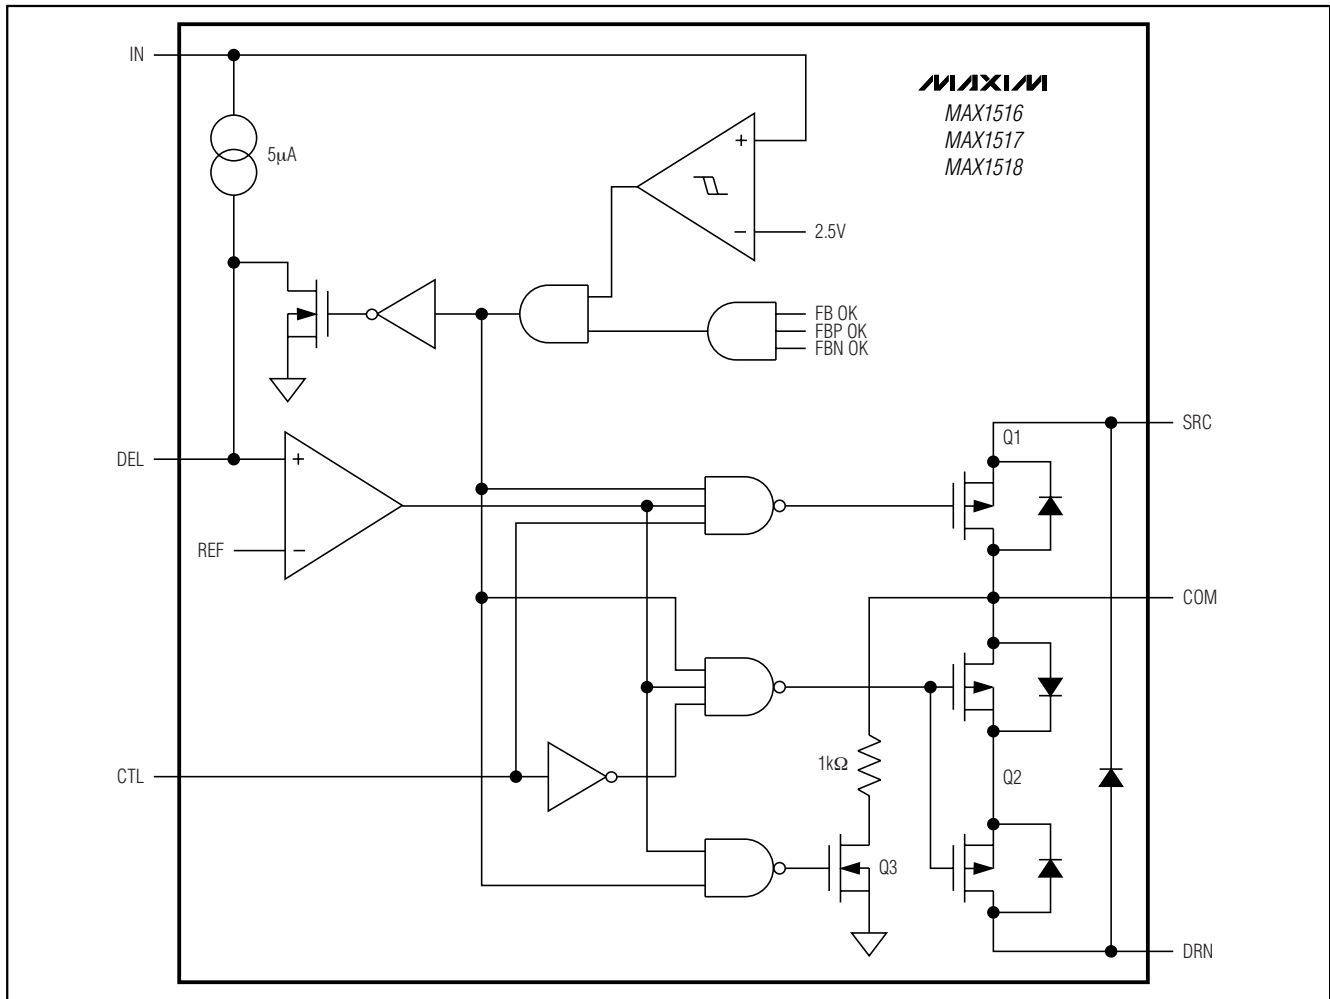 IN
MAXIM
MAX1516
MAX1517
MAX1518
+
5µA
−
2.5V
FB OK
FBP OK
FBN OK
SRC
Q1
DEL
+
REF
−
COM
1kΩ
CTL
Q2
Q3
DRN